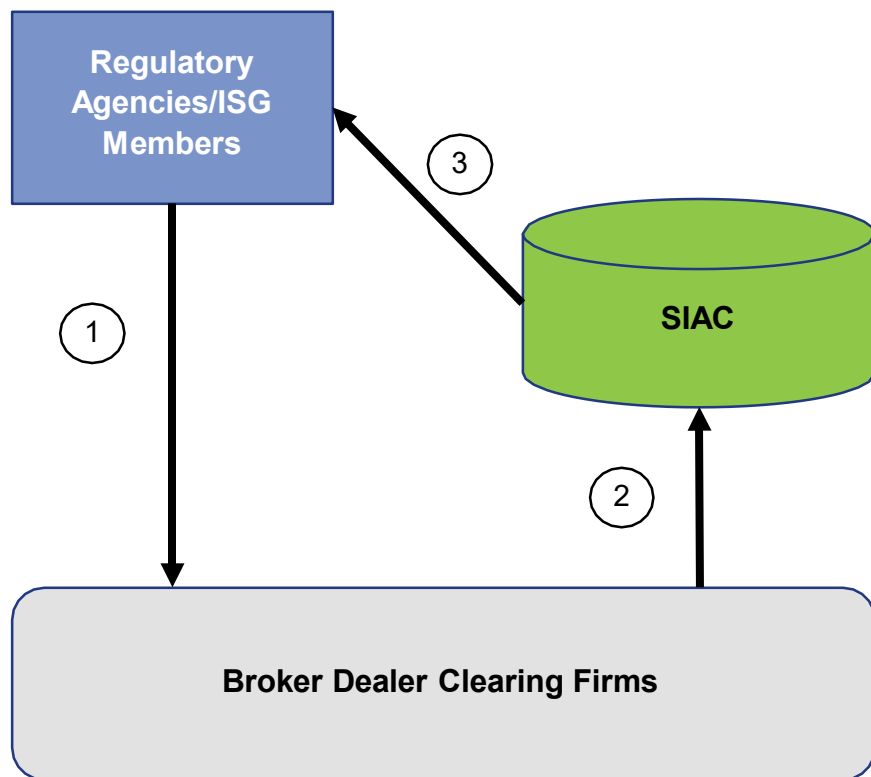 Regulatory
Agencies/ISG
Members
3
SIAC
1
2
Broker Dealer Clearing Firms